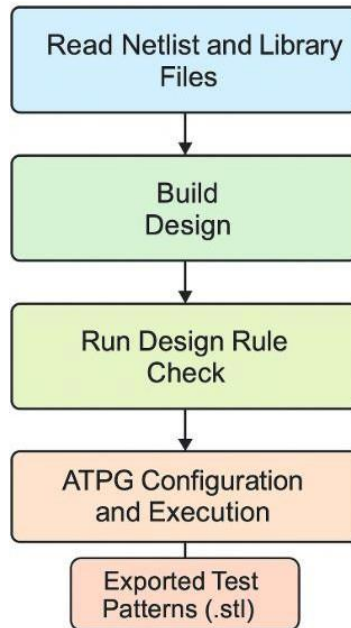 Read Netlist and Library
Files
Build
Design
Run Design Rule
Check
ATPG Configuration
and Execution
Exported Test
Patterns (.stl)